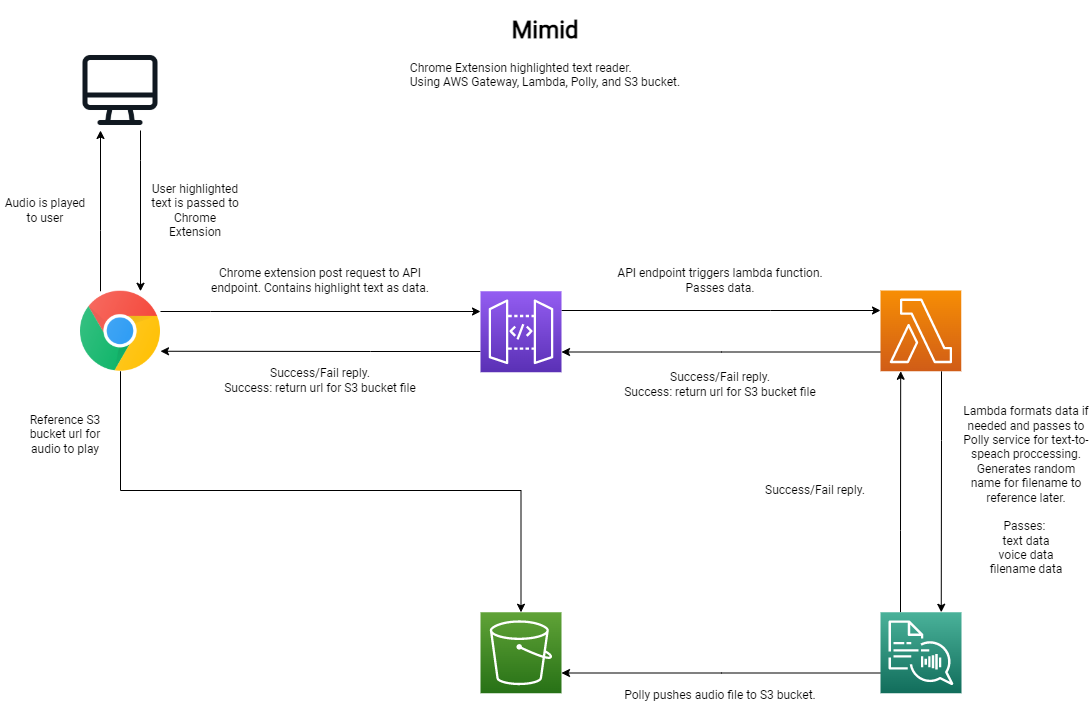 Mimid
Chrome Extension highlighted text reader.
Using AWS Gateway, Lambda, Polly, and S3 bucket.
Audio is played
to user
User highlighted
text is passed to
Chrome
Extension
Chrome extension post request to API
endpoint. Contains highlight text as data.
API endpoint triggers lambda function.
Passes data.
</>
Success/Fail reply.
Success: return url for S3 bucket file
Success/Fail reply.
Success: return url for S3 bucket file
Reference S3
bucket url for
audio to play
Lambda formats data if
needed and passes to
Polly service for text-to-
speach proccessing.
Generates random
name for filename to
reference later.
Passes:
text data
voice data
filename data
Success/Fail reply.
Polly pushes audio file to S3 bucket.